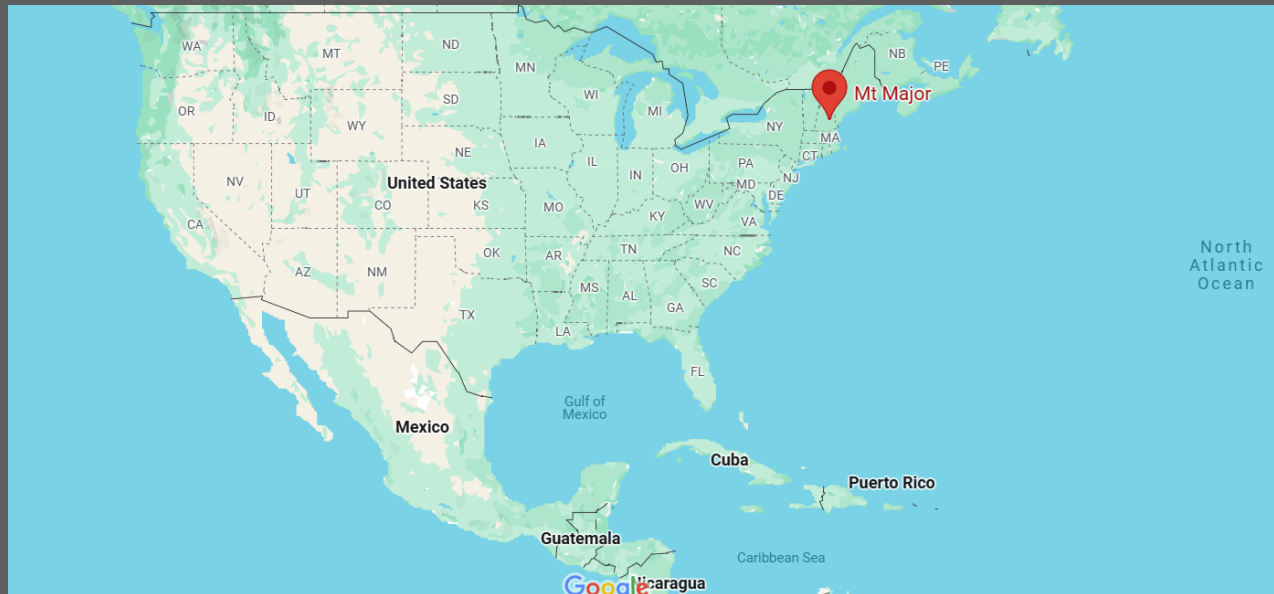 WA
MT
ND
MN
NB
PE
OR
ID
SD
WI
MI
Mt Major
WY
NY
MA
NE
IA
CT
NV
UT
United States
IL
IN
OH
PA
NJ
CO
KS
MO
MD
DE
CA
KY
WV
VA
AZ
NM
OK
AR
TN
NC
North
Atlantic
Ocean
MS
AL
SC
GA
TX
LA
FL
Gulf of
Mexico
Mexico
Cuba
Puerto Rico
Guatemala
Caribbean Sea
Google
Nicaragua